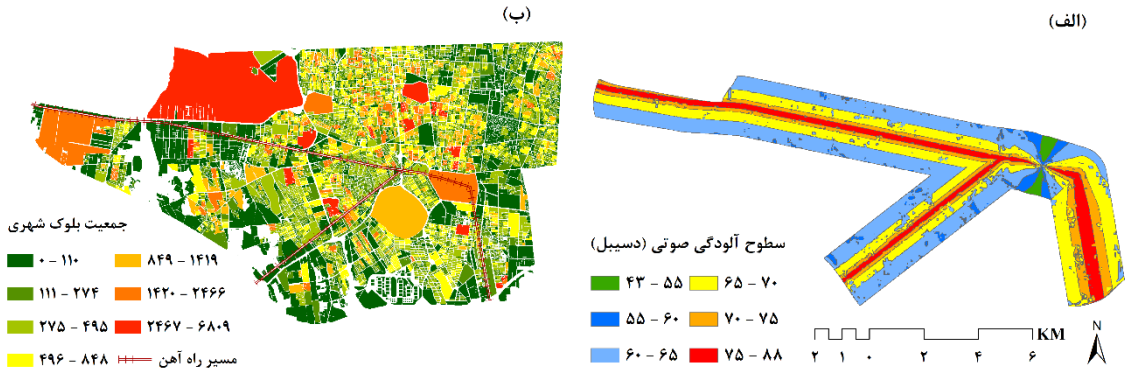 (الف)
سطوح آلودگی صوتی (دسیبل)
۴۳ - ۵۵
۶۵ - ۷۰
۵۵ - ۶۰
۷۰ - ۷۵
۶۰ - ۶۵
۷۵ - ۸۸
۲ ۱ ۰ ۲ ۴ ۶ KM
N
(ب)
جمعیت بلوک شهری
۰ - ۱۱۰
۸۴۹ - ۱۴۱۹
۱۱۱ - ۲۷۴
۱۴۲۰ - ۲۴۶۶
۲۷۵ - ۴۹۵
۲۴۶۷ - ۶۸۰۹
۴۹۶ - ۸۴۸
مسیر راه آهن